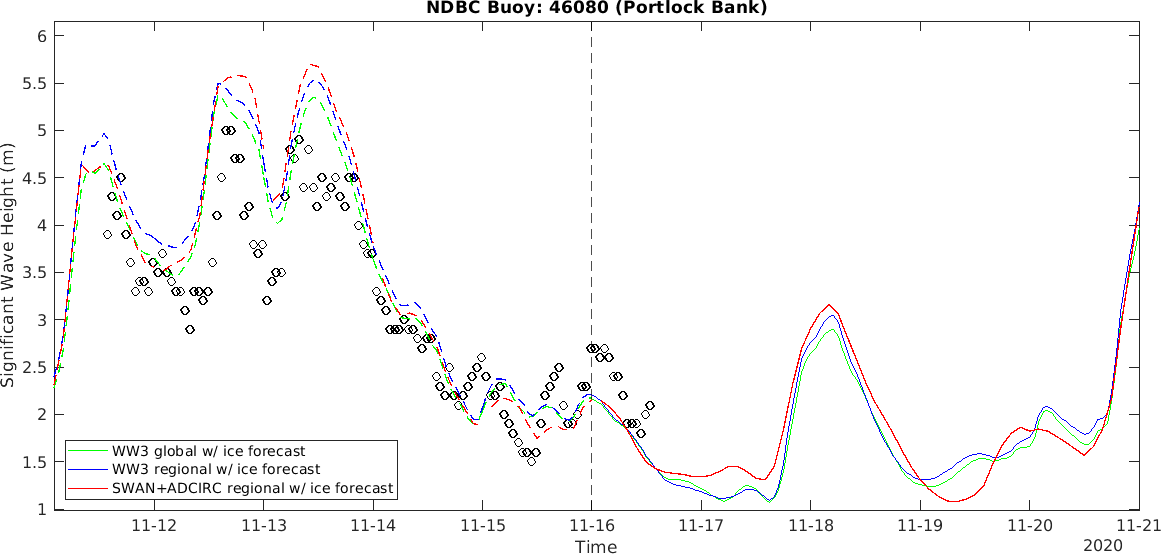 NDBC Buoy: 46080 (Portlock Bank)
6
5.5
5
4.5
4
3.5
3
2.5
2
1.5
1
Significant Wave Height (m)
WW3 global w/ ice forecast
WW3 regional w/ ice forecast
SWAN+ADCIRC regional w/ ice forecast
11-12 11-13 11-14 11-15 11-16 11-17 11-18 11-19 11-20 11-21
Time
2020